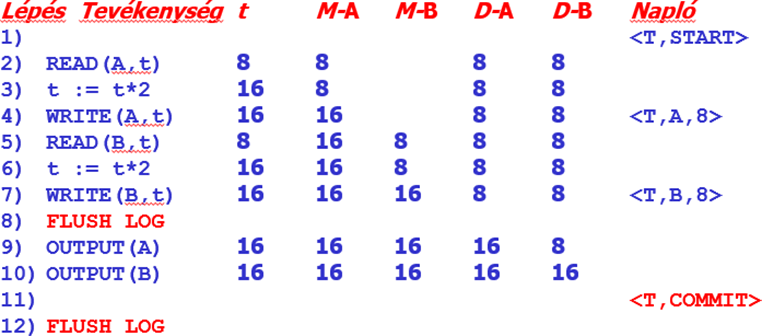 Lépés Tevékenység t M-A M-B D-A D-B Napló
1) <T,START>
2) READ(A,t) 8 8 8 8
3) t := t*2 16 8 8 8
4) WRITE(A,t) 16 16 8 8 <T,A,8>
5) READ(B,t) 8 16 8 8 8
6) t := t*2 16 16 8 8 8
7) WRITE(B,t) 16 16 16 8 8 <T,B,8>
8) FLUSH LOG
9) OUTPUT(A) 16 16 16 16 8
10) OUTPUT(B) 16 16 16 16 16
11) <T,COMMIT>
12) FLUSH LOG